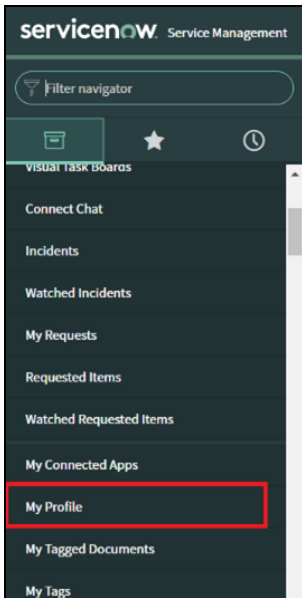 servicenow. Service Management
Filter navigator
Visual Task Boards
Connect Chat
Incidents
Watched Incidents
My Requests
Requested Items
Watched Requested Items
My Connected Apps
My Profile
My Tagged Documents
My Tags